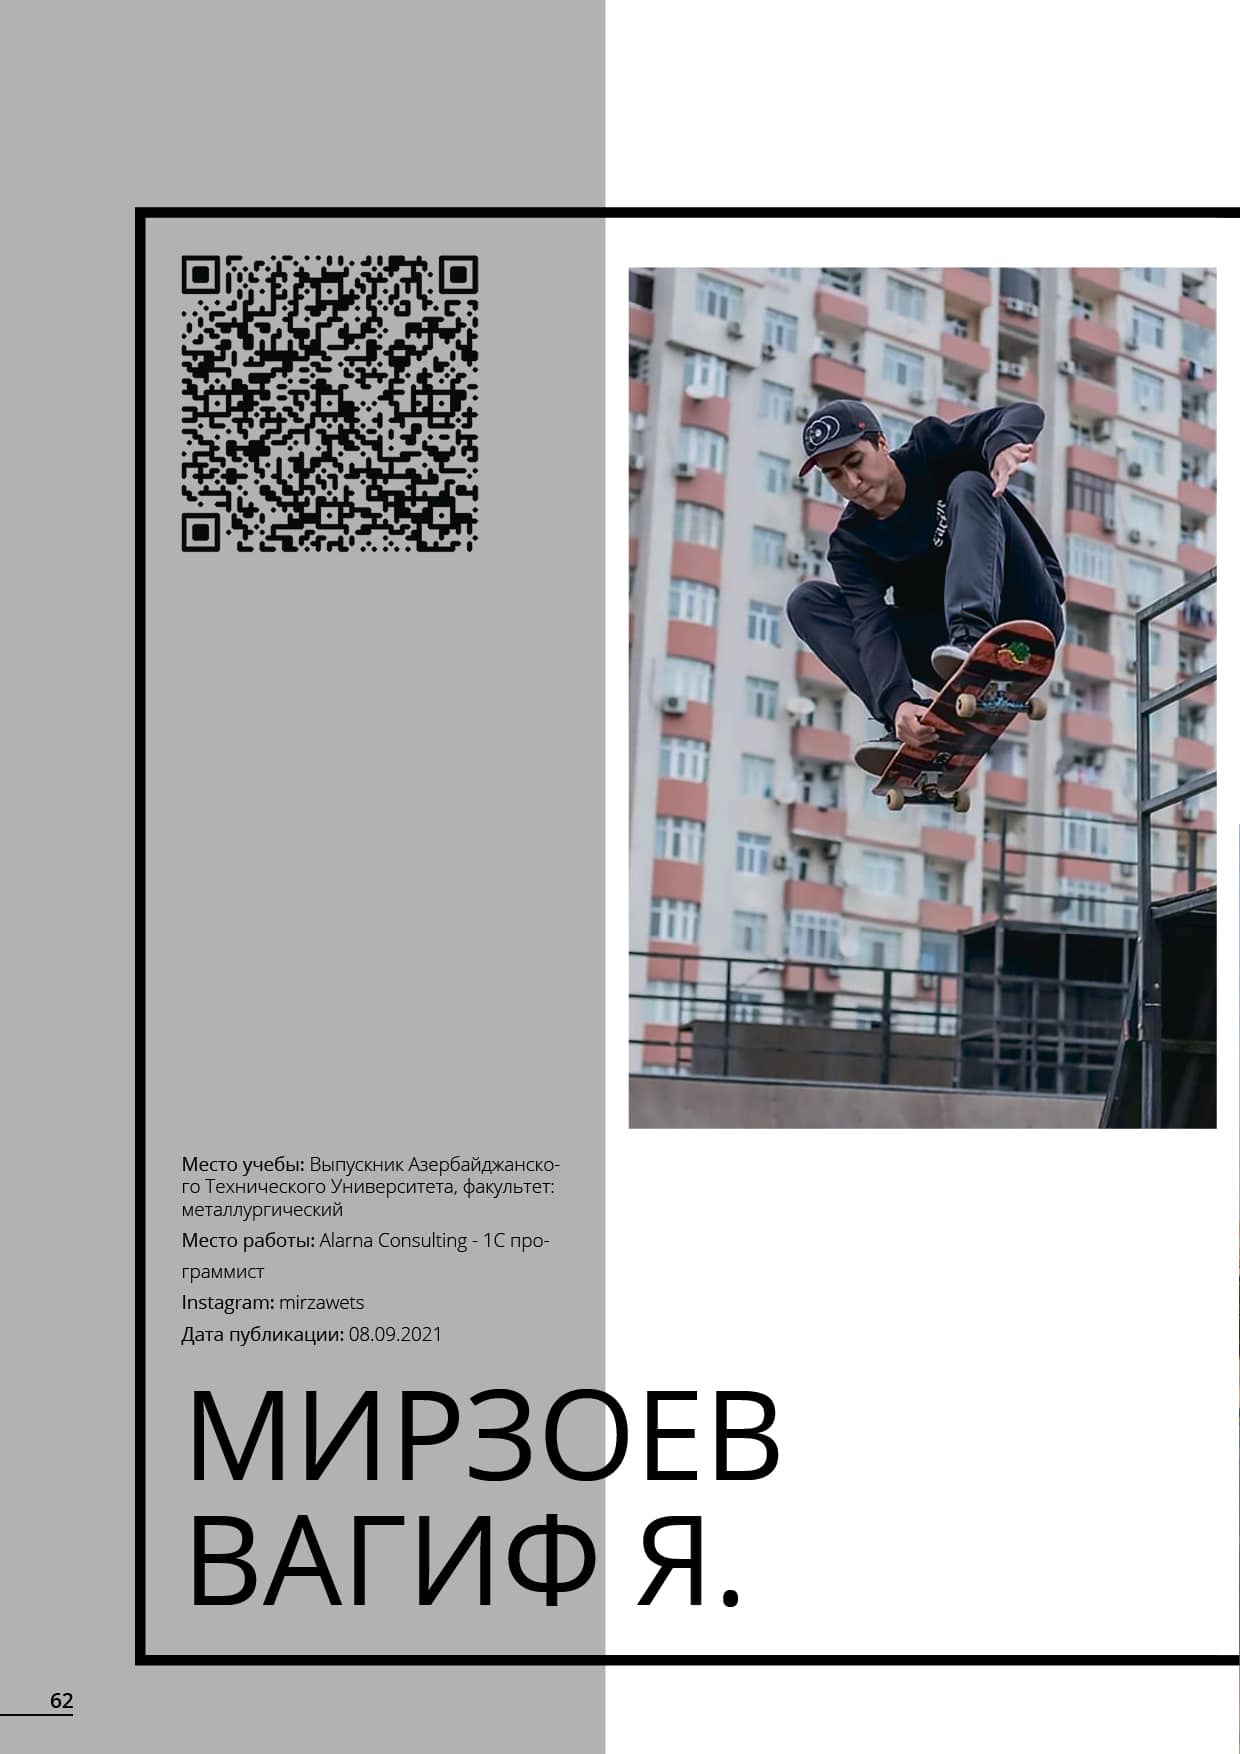 Место учебы: Выпускник Азербайджанско-
го Технического Университета, факультет:
металлургический
Место работы: Alarna Consulting - 1C про-
граммист
Instagram: mirzawets
Дата публикации: 08.09.2021
МИРЗОЕВ
ВАГИФ Я.
62